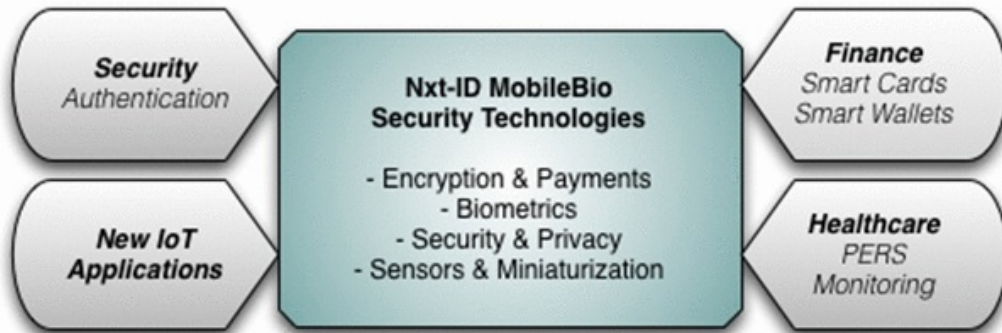 Security
Authentication
New IoT
Applications
Nxt-ID MobileBio
Security Technologies
- Encryption & Payments
- Biometrics
- Security & Privacy
- Sensors & Miniaturization
Finance
Smart Cards
Smart Wallets
Healthcare
PERS
Monitoring